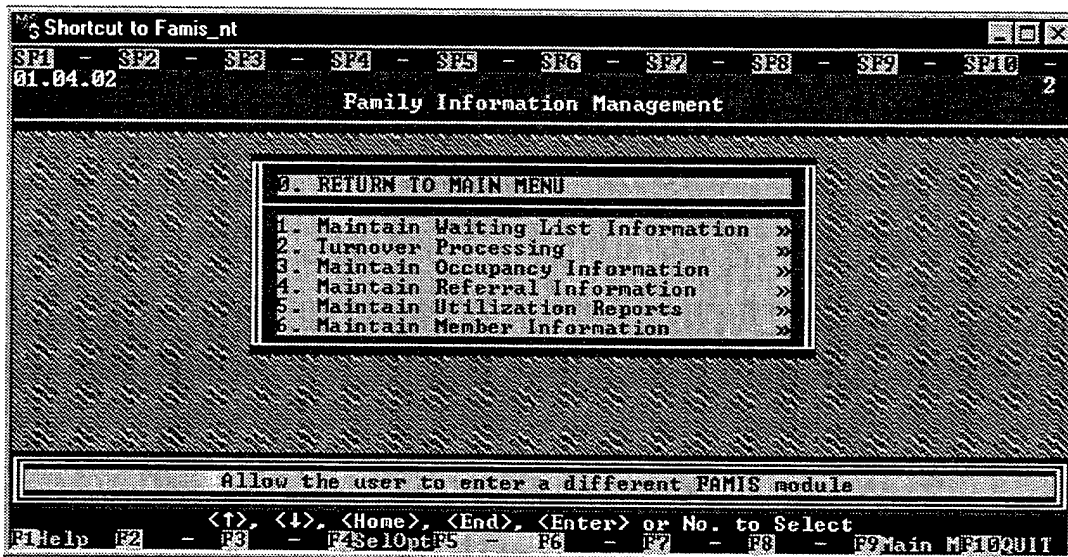 MS Shortcut to Famis_nt
SF1 - SF2 - SF3 - SF4 - SF5 - SF6 - SF7 - SF8 - SF9 - SF10 -
01.04.02 2
Family Information Management
0. RETURN TO MAIN MENU
1. Maintain Waiting List Information »
2. Turnover Processing »
3. Maintain Occupancy Information »
4. Maintain Referral Information »
5. Maintain Utilization Reports »
6. Maintain Member Information »
Allow the user to enter a different FAMIS module
<↑>, <↓>, <Home>, <End>, <Enter> or No. to Select
F1Help F2 - F3 - F4SelOptF5 - F6 - F7 - F8 - F9Main MF10QUIT